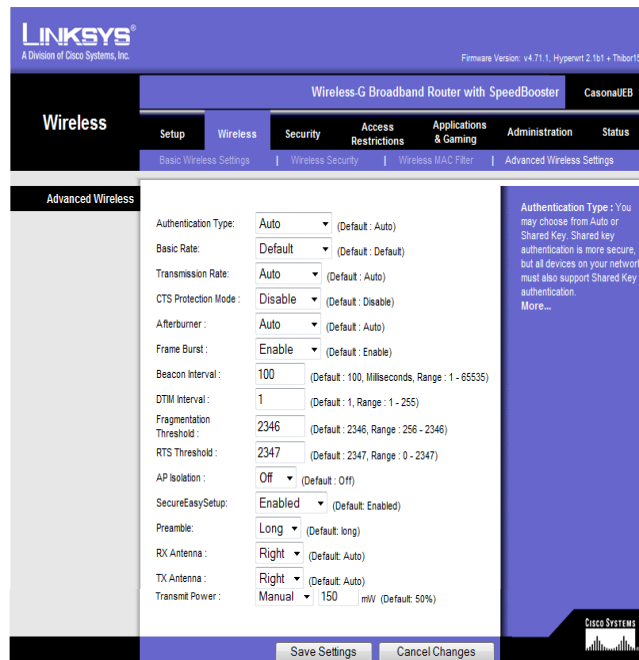 LINKSYS®
A Division of Cisco Systems, Inc.
Firmware Version: v4.71.1, Hyperwrt 2.1b1 + Thibor15
Wireless-G Broadband Router with SpeedBooster
CasonaUEB
Wireless
Setup
Wireless
Security
Access Restrictions
Applications & Gaming
Administration
Status
Basic Wireless Settings | Wireless Security | Wireless MAC Filter | Advanced Wireless Settings
Advanced Wireless
Authentication Type: Auto (Default : Auto)
Basic Rate: Default (Default : Default)
Transmission Rate: Auto (Default : Auto)
CTS Protection Mode : Disable (Default : Disable)
Afterburner : Auto (Default : Auto)
Frame Burst : Enable (Default : Enable)
Beacon Interval : 100 (Default : 100, Milliseconds, Range : 1 - 65535)
DTIM Interval : 1 (Default : 1, Range : 1 - 255)
Fragmentation
Threshold : 2346 (Default : 2346, Range : 256 - 2346)
RTS Threshold : 2347 (Default : 2347, Range : 0 - 2347)
AP Isolation : Off (Default : Off)
SecureEasySetup: Enabled (Default: Enabled)
Preamble: Long (Default: long)
RX Antenna : Right (Default: Auto)
TX Antenna : Right (Default: Auto)
Transmit Power : Manual 150 mW (Default: 50%)
Authentication Type : You
may choose from Auto or
Shared Key. Shared key
authentication is more secure,
but all devices on your network
must also support Shared Key
authentication.
More...
Save Settings
Cancel Changes
CISCO SYSTEMS